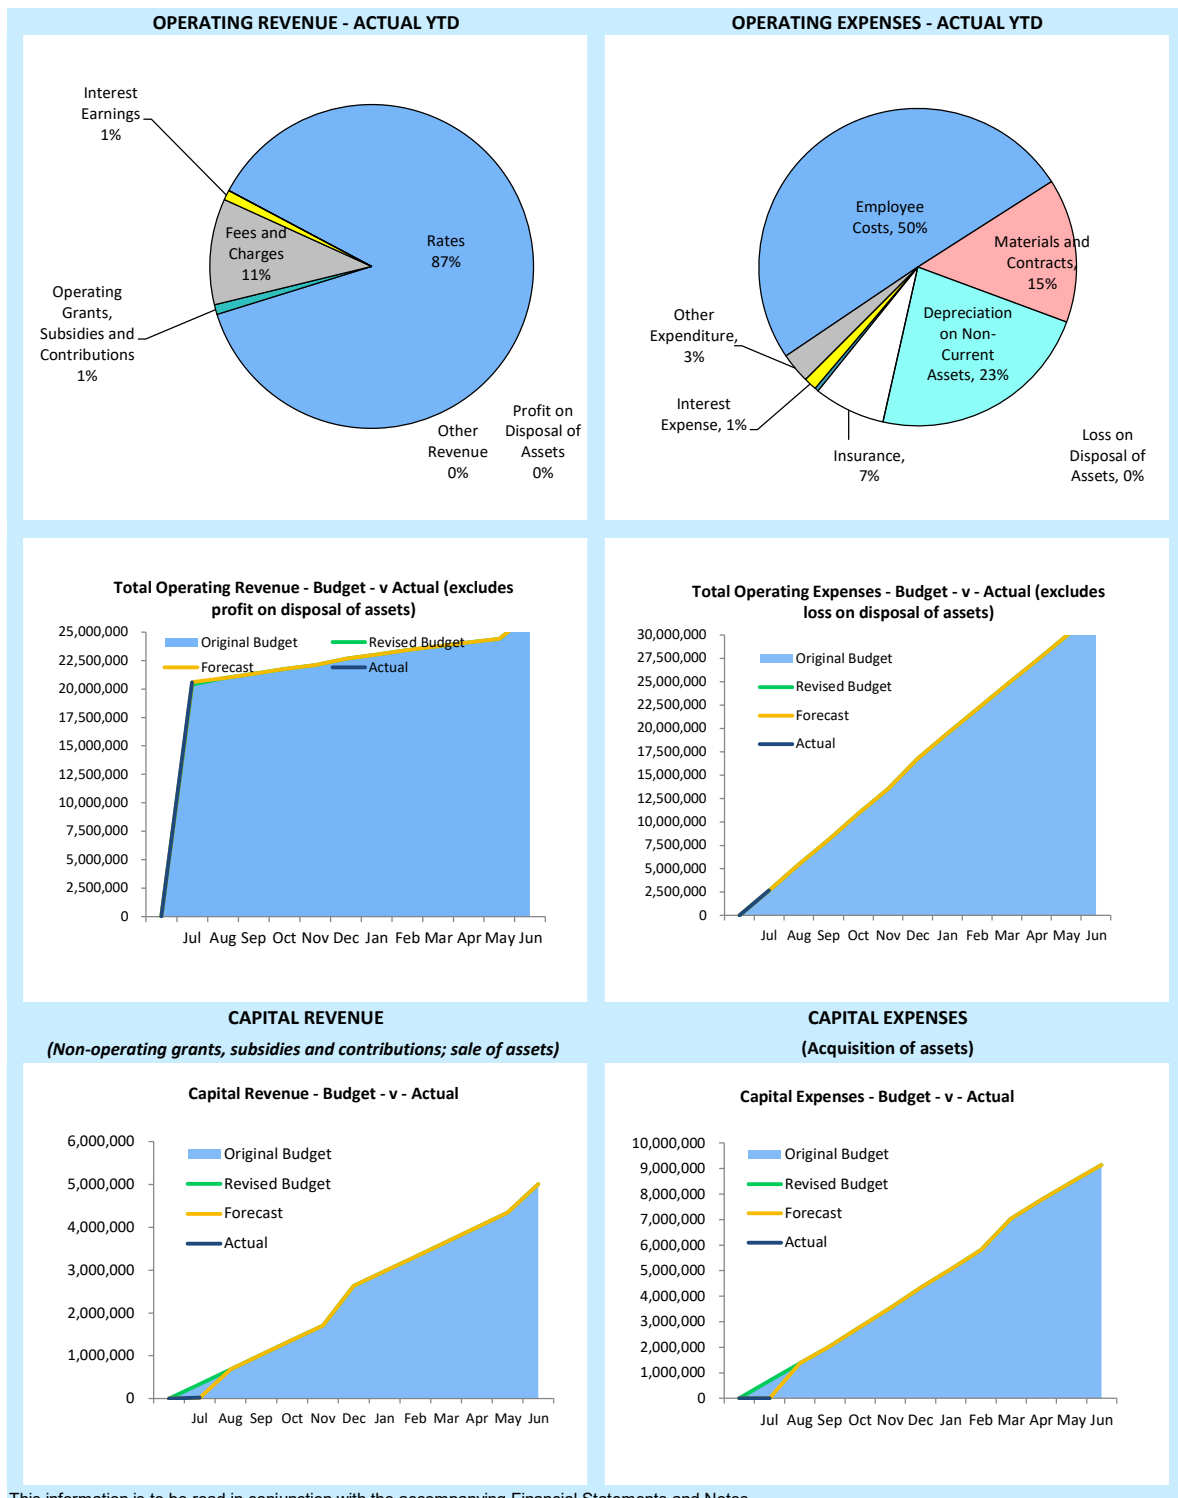 OPERATING REVENUE - ACTUAL YTD
Interest
Earnings
1%
Rates
87%
Fees and
Charges
11%
Operating
Grants,
Subsidies and
Contributions
1%
Other
Revenue
0%
Profit on
Disposal of
Assets
0%
OPERATING EXPENSES - ACTUAL YTD
Employee
Costs, 50%
Materials and
Contracts,
15%
Depreciation
on Non-
Current
Assets, 23%
Other
Expenditure,
3%
Interest
Expense, 1%
Insurance,
7%
Loss on
Disposal of
Assets, 0%
Total Operating Revenue - Budget - v Actual (excludes
profit on disposal of assets)
Original Budget
Revised Budget
Forecast
Actual
25,000,000
22,500,000
20,000,000
17,500,000
15,000,000
12,500,000
10,000,000
7,500,000
5,000,000
2,500,000
0
Jul Aug Sep Oct Nov Dec Jan Feb Mar Apr May Jun
Total Operating Expenses - Budget - v - Actual (excludes
loss on disposal of assets)
Original Budget
Revised Budget
Forecast
Actual
30,000,000
27,500,000
25,000,000
22,500,000
20,000,000
17,500,000
15,000,000
12,500,000
10,000,000
7,500,000
5,000,000
2,500,000
0
Jul Aug Sep Oct Nov Dec Jan Feb Mar Apr May Jun
CAPITAL REVENUE
(Non-operating grants, subsidies and contributions; sale of assets)
Capital Revenue - Budget - v - Actual
Original Budget
Revised Budget
Forecast
Actual
6,000,000
5,000,000
4,000,000
3,000,000
2,000,000
1,000,000
0
Jul Aug Sep Oct Nov Dec Jan Feb Mar Apr May Jun
CAPITAL EXPENSES
(Acquisition of assets)
Capital Expenses - Budget - v - Actual
Original Budget
Revised Budget
Forecast
Actual
10,000,000
9,000,000
8,000,000
7,000,000
6,000,000
5,000,000
4,000,000
3,000,000
2,000,000
1,000,000
0
Jul Aug Sep Oct Nov Dec Jan Feb Mar Apr May Jun
This information is to be read in conjunction with the accompanying Financial Statements and Notes